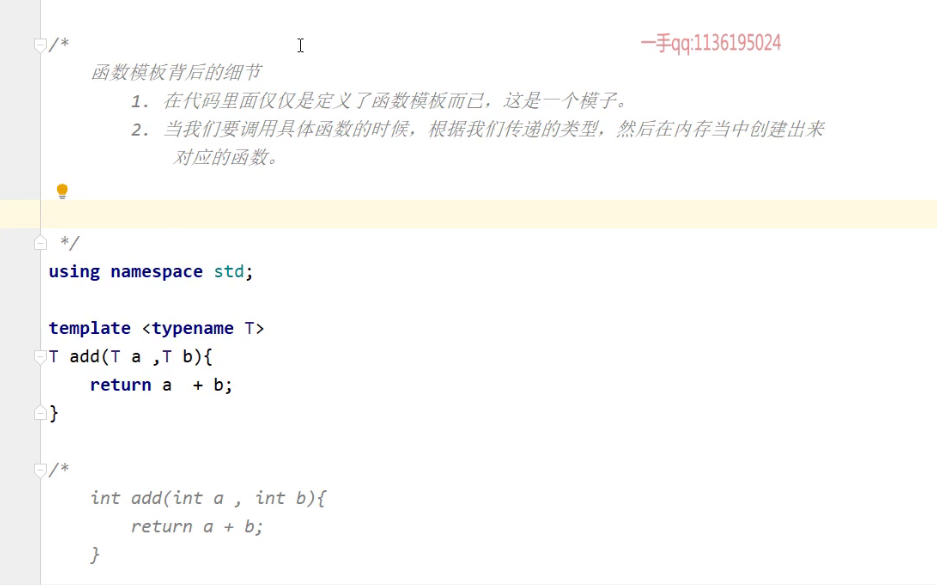 一手qq:1136195024
/*
函数模板背后的细节
1. 在代码里面仅仅是定义了函数模板而已，这是一个模子。
2. 当我们要调用具体函数的时候，根据我们传递的类型，然后在内存当中创建出来
对应的函数。
*/
using namespace std;
template <typename T>
T add(T a ,T b){
return a  + b;
}
/*
int add(int a , int b){
return a + b;
}